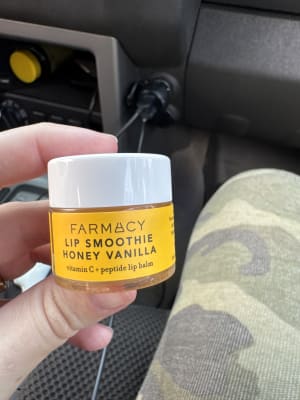 FARMACY
LIP SMOOTHIE
HONEY VANILLA
vitamin C + peptide lip balm